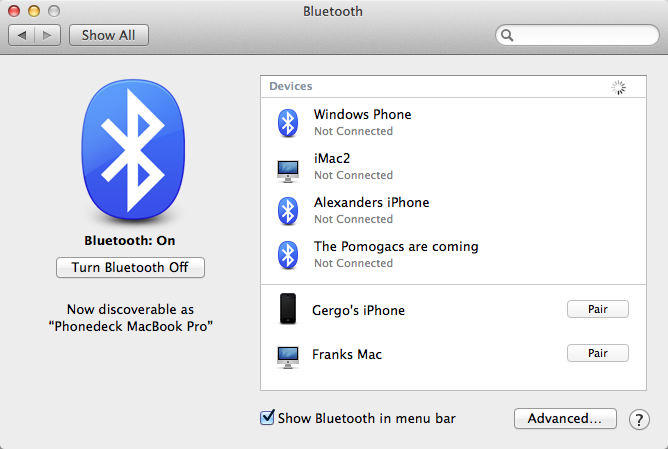 Bluetooth
Show All
Devices
Windows Phone
Not Connected
iMac2
Not Connected
Alexanders iPhone
Not Connected
The Pomogacs are coming
Not Connected
Gergo's iPhone
Pair
Franks Mac
Pair
Bluetooth: On
Turn Bluetooth Off
Now discoverable as
“Phonedeck MacBook Pro”
Show Bluetooth in menu bar
Advanced...
?